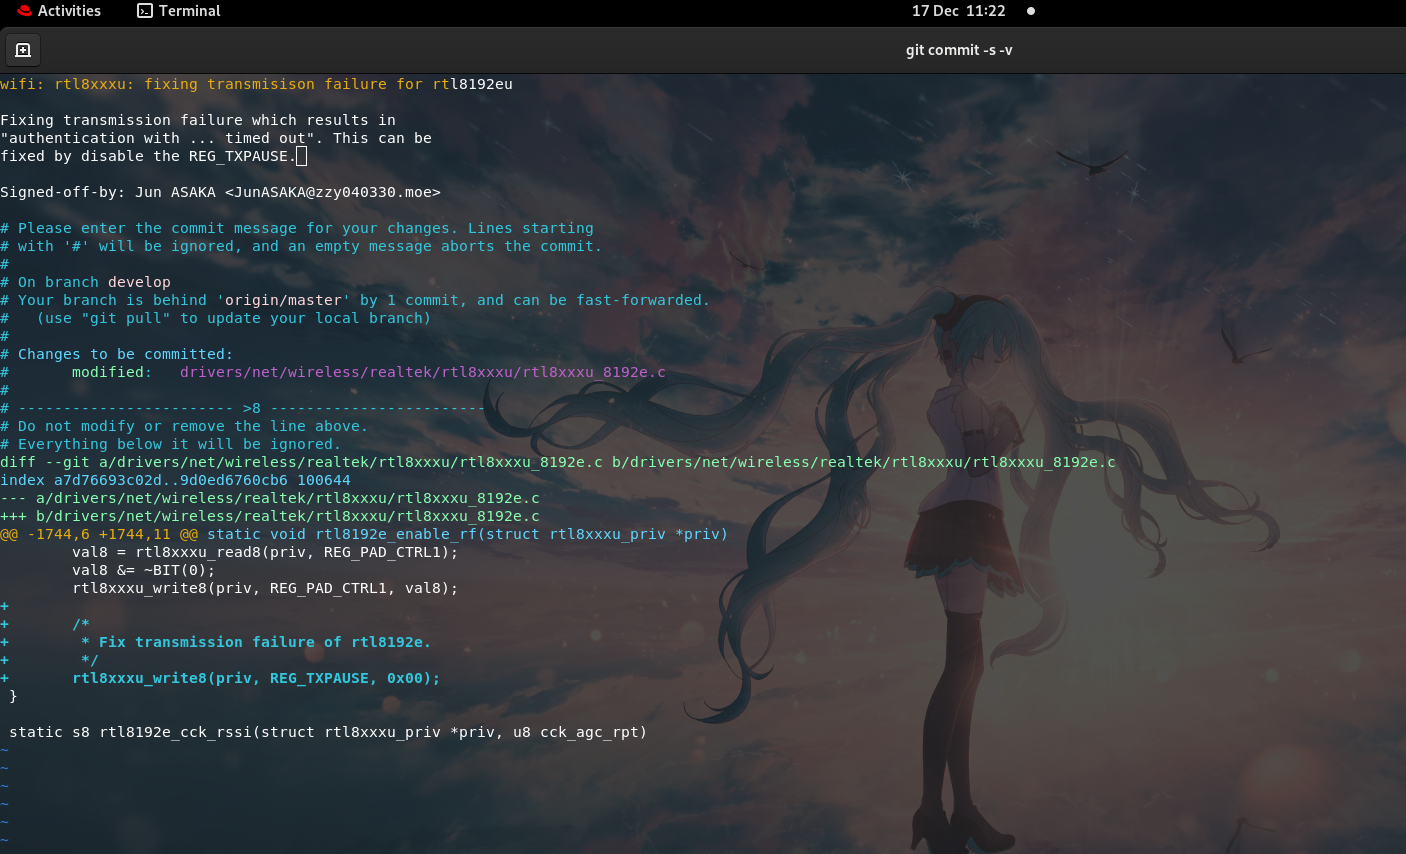 Activities Terminal 17 Dec 11:22
git commit -s -v
wifi: rtl8xxxu: fixing transmisison failure for rtl8192eu

Fixing transmission failure which results in
"authentication with ... timed out". This can be
fixed by disable the REG_TXPAUSE.

Signed-off-by: Jun ASAKA <JunASAKA@zzy040330.moe>

# Please enter the commit message for your changes. Lines starting
# with '#' will be ignored, and an empty message aborts the commit.
#
# On branch develop
# Your branch is behind 'origin/master' by 1 commit, and can be fast-forwarded.
#   (use "git pull" to update your local branch)
#
# Changes to be committed:
#       modified:   drivers/net/wireless/realtek/rtl8xxxu/rtl8xxxu_8192e.c
#
# ------------------------ >8 ------------------------
# Do not modify or remove the line above.
# Everything below it will be ignored.
diff --git a/drivers/net/wireless/realtek/rtl8xxxu/rtl8xxxu_8192e.c b/drivers/net/wireless/realtek/rtl8xxxu/rtl8xxxu_8192e.c
index a7d76693c02d..9d0ed6760cb6 100644
--- a/drivers/net/wireless/realtek/rtl8xxxu/rtl8xxxu_8192e.c
+++ b/drivers/net/wireless/realtek/rtl8xxxu/rtl8xxxu_8192e.c
@@ -1744,6 +1744,11 @@ static void rtl8192e_enable_rf(struct rtl8xxxu_priv *priv)
        val8 = rtl8xxxu_read8(priv, REG_PAD_CTRL1);
        val8 &= ~BIT(0);
        rtl8xxxu_write8(priv, REG_PAD_CTRL1, val8);
+
+       /*
+        * Fix transmission failure of rtl8192e.
+        */
+       rtl8xxxu_write8(priv, REG_TXPAUSE, 0x00);
 }

 static s8 rtl8192e_cck_rssi(struct rtl8xxxu_priv *priv, u8 cck_agc_rpt)
~
~
~
~
~
~